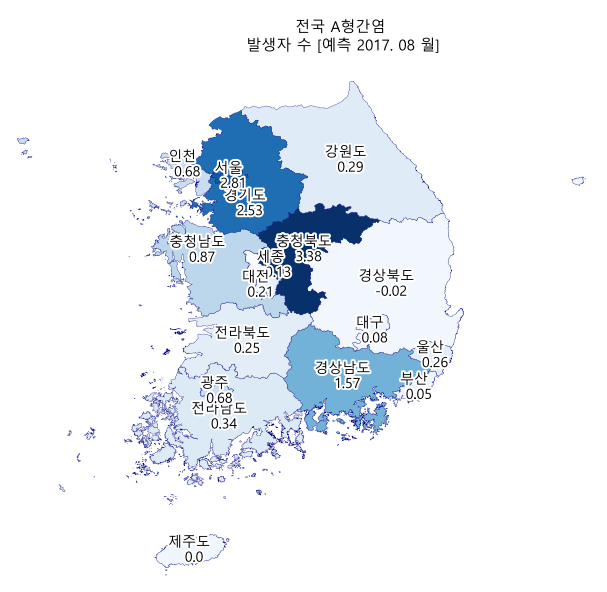 전국 A형간염
발생자 수 [예측 2017. 08 월]
강원도
0.29
인천
0.68
서울
2.81
경기도
2.53
충청남도
0.87
충청북도
3.38
세종
.13
대전
0.21
경상북도
-0.02
대구
0.08
전라북도
0.25
울산
0.26
경상남도
1.57
부산
0.05
광주
0.68
전라남도
0.34
제주도
0.0